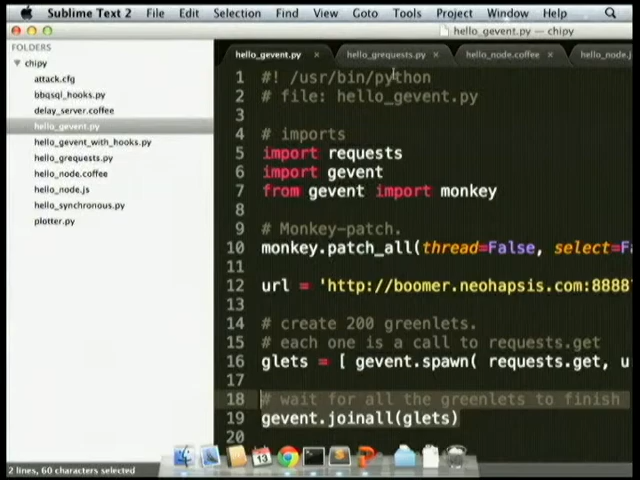 Sublime Text 2 File Edit Selection Find View Goto Tools Project Window Help
hello_gevent.py — chipy
FOLDERS
chipy
attack.cfg
bbqsql_hooks.py
delay_server.coffee
hello_gevent.py
hello_gevent_with_hooks.py
hello_grequests.py
hello_node.coffee
hello_node.js
hello_synchronous.py
plotter.py
hello_gevent.py × hello_grequests.py × hello_node.coffee × hello_node.j
1 #! /usr/bin/python
2 # file: hello_gevent.py
3
4 # imports
5 import requests
6 import gevent
7 from gevent import monkey
8
9 # Monkey-patch.
10 monkey.patch_all(thread=False, select=Fa
11
12 url = 'http://boomer.neohapsis.com:8888
13
14 # create 200 greenlets.
15 # each one is a call to requests.get
16 glets = [ gevent.spawn( requests.get, u
17
18 # wait for all the greenlets to finish
19 gevent.joinall(glets)
20
13
2 lines, 60 characters selected